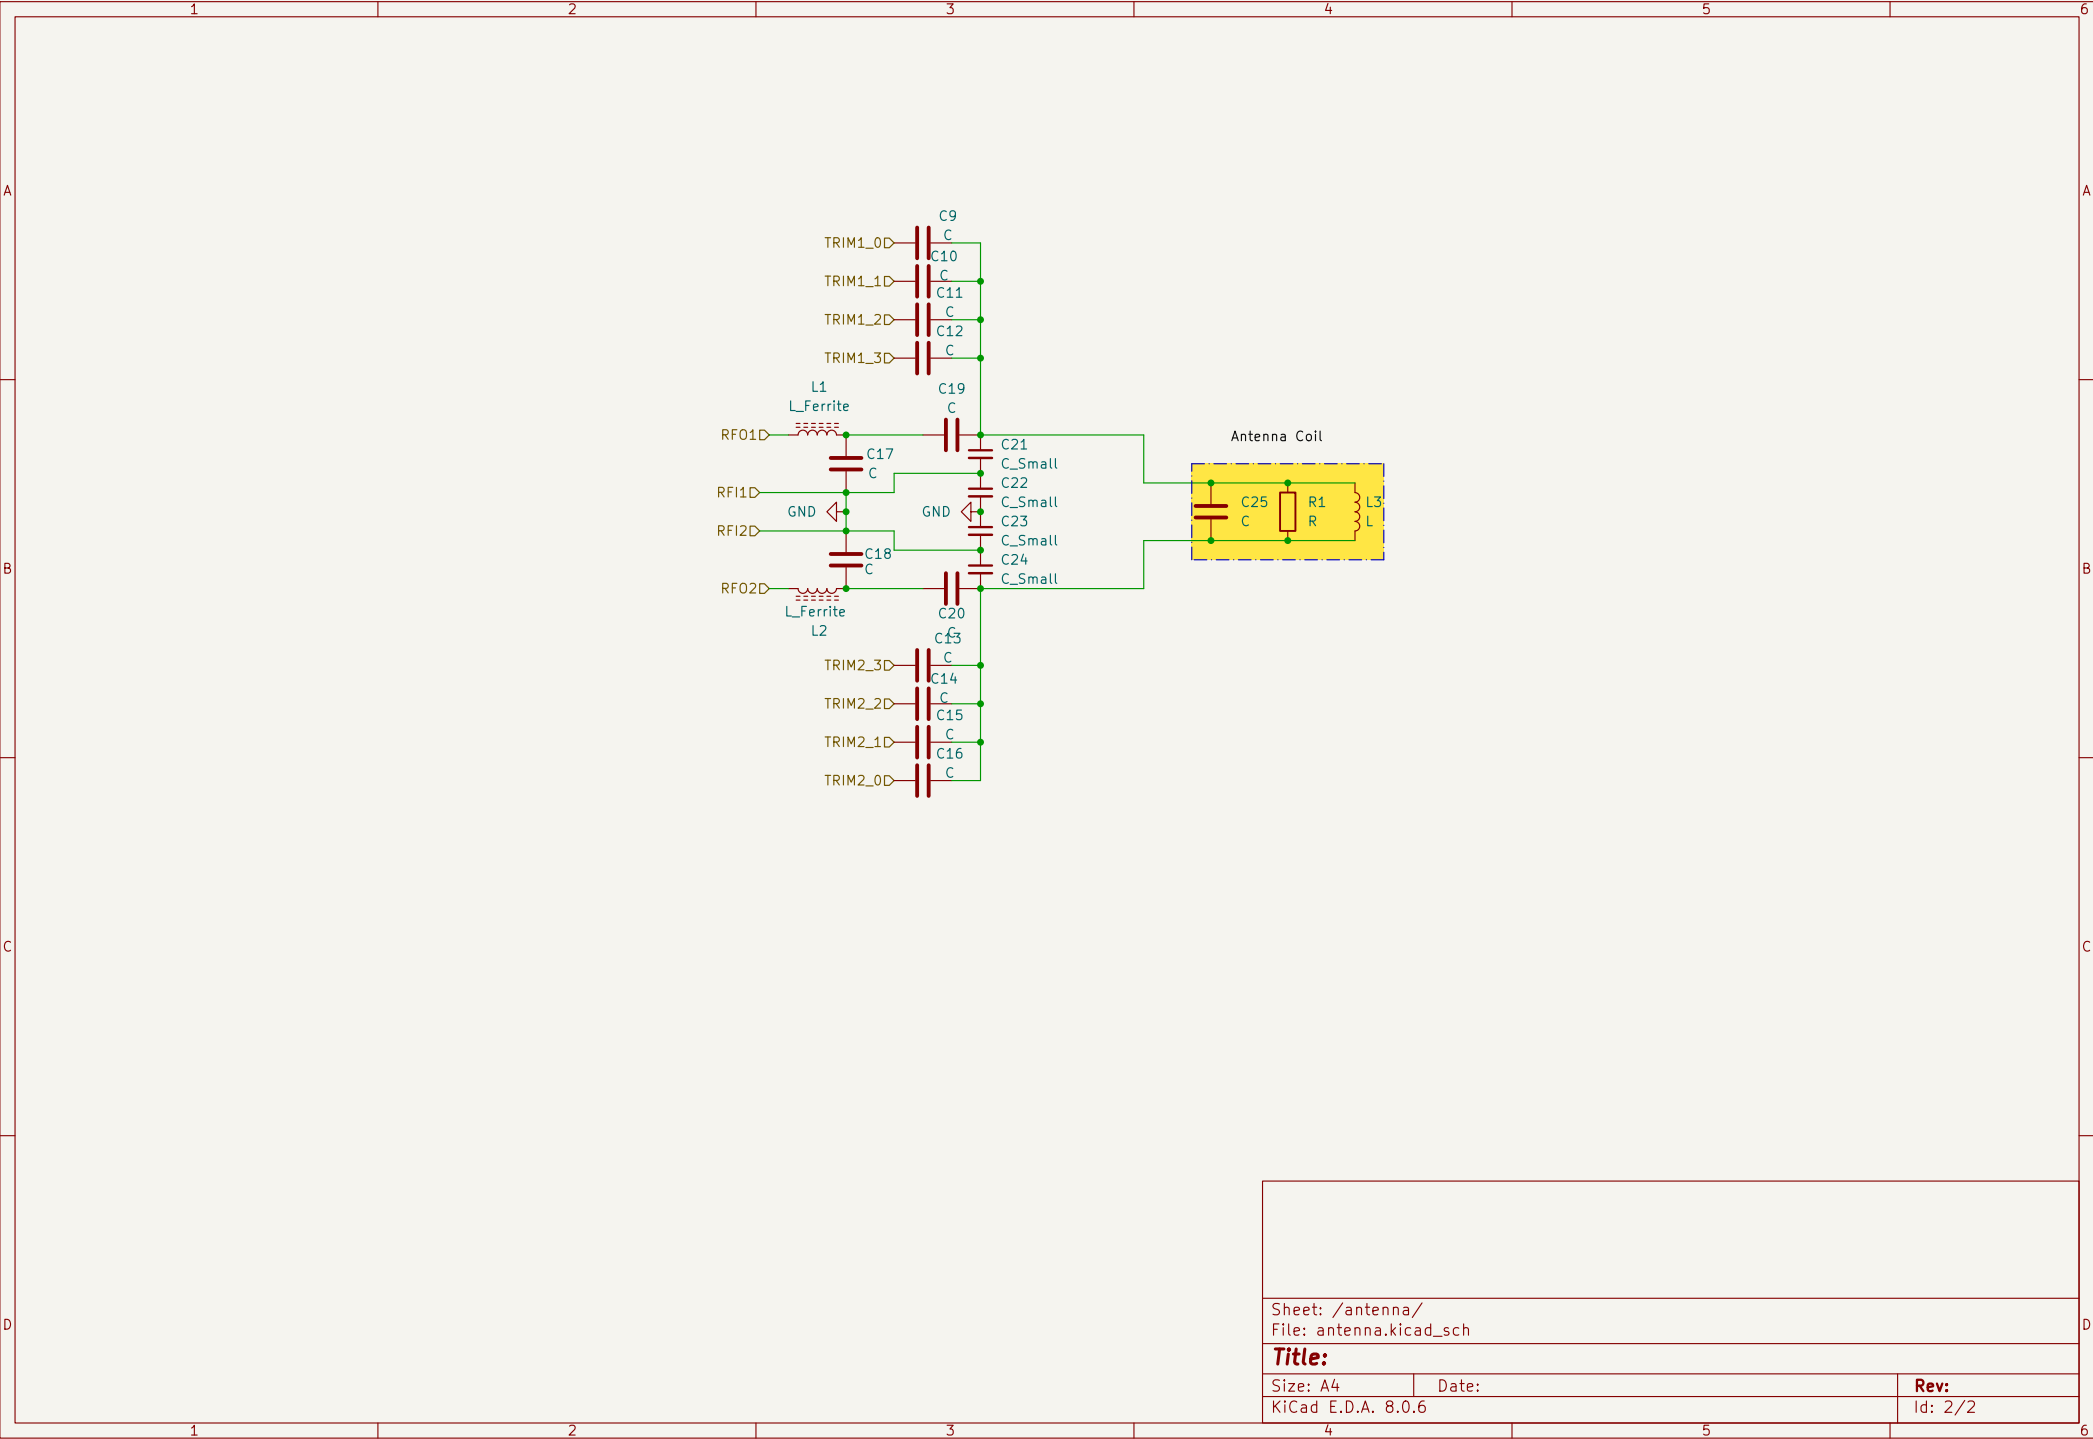 1 2 3 4 5 6
A A
C9
C
TRIM1_0
C10
C
TRIM1_1
C11
C
TRIM1_2
C12
C
TRIM1_3
L1
L_Ferrite
C19
C
RFO1
Antenna Coil
C21
C_Small
C17
C
C22
C_Small
RFI1
C25
C
R1
R
L3
L
GND
GND
C23
C_Small
RFI2
C18
C
C24
C_Small
B B
RFO2
L_Ferrite
L2
C20
C
C13
C
TRIM2_3
C14
C
TRIM2_2
C15
C
TRIM2_1
C16
C
TRIM2_0
C C
Sheet: /antenna/
File: antenna.kicad_sch
D D
Title:
Size: A4 Date: Rev:
KiCad E.D.A. 8.0.6 Id: 2/2
1 2 3 4 5 6